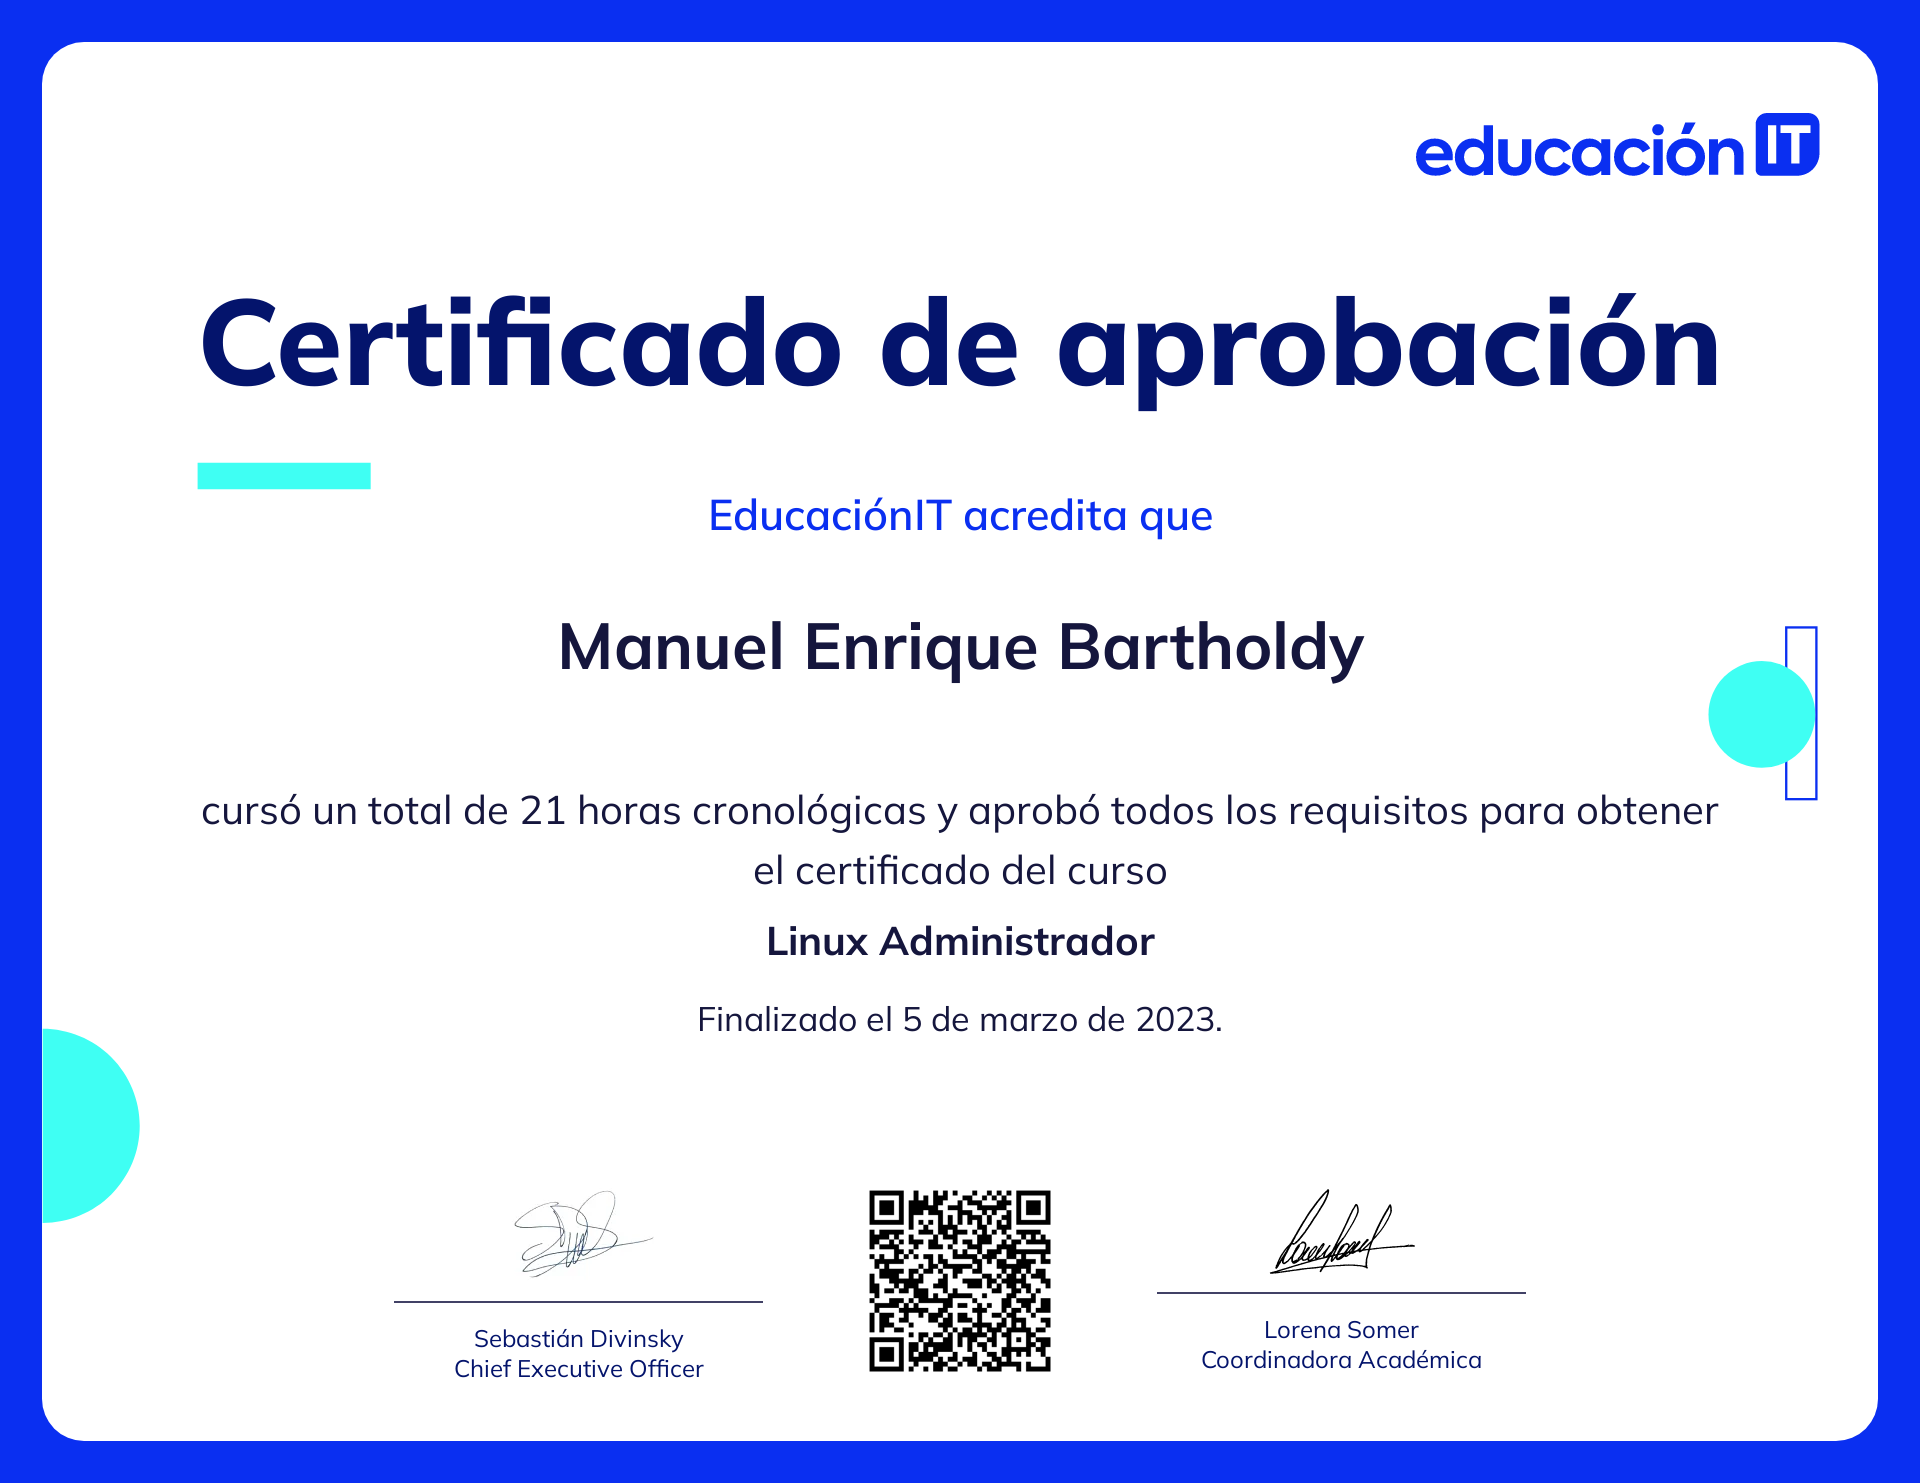 educación IT
Certificado de aprobación
EducaciónIT acredita que
Manuel Enrique Bartholdy
cursó un total de 21 horas cronológicas y aprobó todos los requisitos para obtener
el certificado del curso
Linux Administrador
Finalizado el 5 de marzo de 2023.
Sebastián Divinsky
Chief Executive Officer
Lorena Somer
Coordinadora Académica